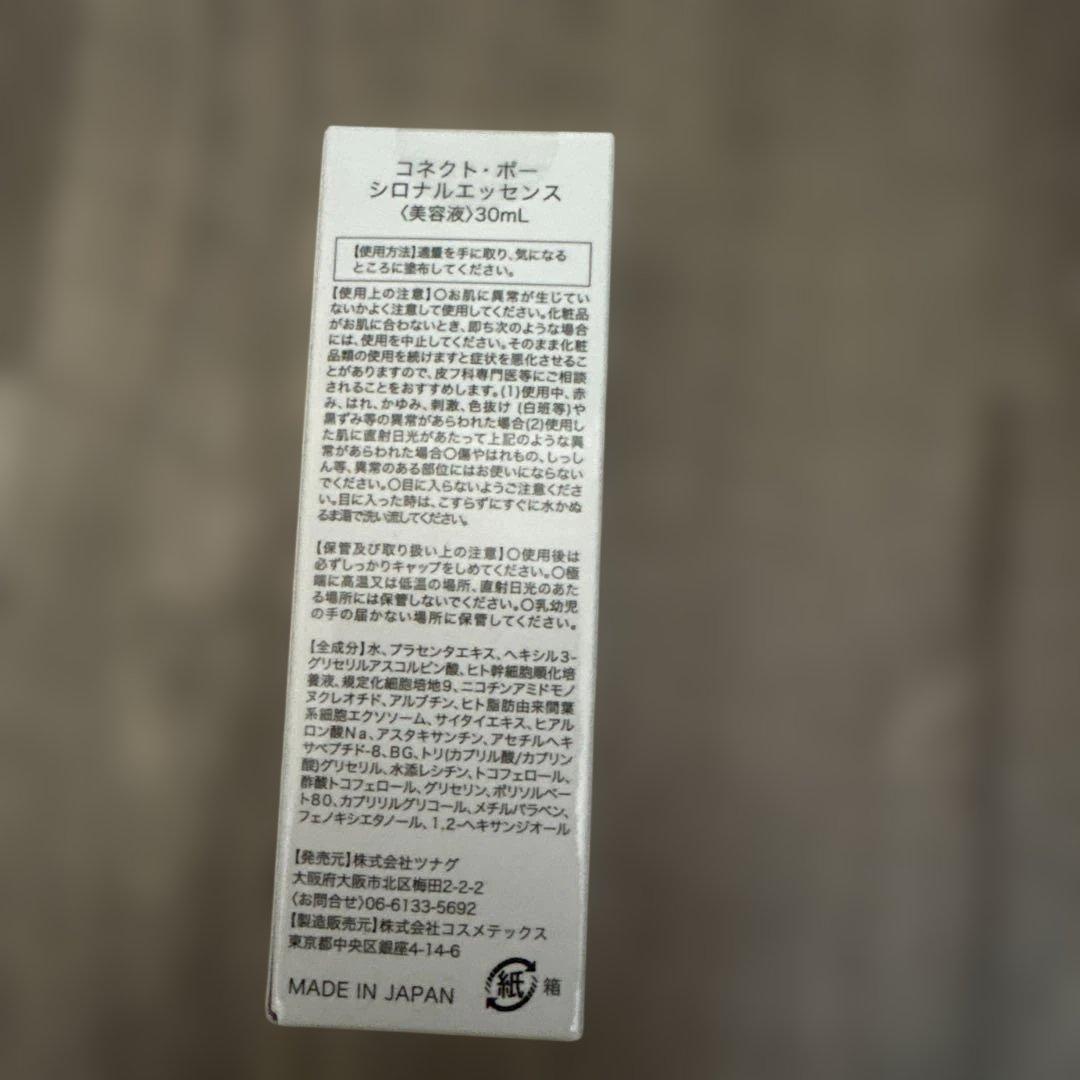 コネクト・ポー
シロナルエッセンス
〈美容液〉30mL
【使用方法】適量を手に取り、気になる
ところに塗布してください。
【使用上の注意】○お肌に異常が生じてい
ないかよく注意して使用してください。化粧品
がお肌に合わないとき、即ち次のような場合
には、使用を中止してください。そのまま化粧
品類の使用を続けますと症状を悪化させるこ
とがありますので、皮フ科専門医等にご相談
されることをおすすめします。(1)使用中、赤
み、はれ、かゆみ、刺激、色抜け(白斑等)や
黒ずみ等の異常があらわれた場合(2)使用し
た肌に直射日光があたって上記のような異
常があらわれた場合○傷やはれもの、しっし
ん等、異常のある部位にはお使いにならない
でください。○目に入らないようご注意くださ
い。目に入った時は、こすらずにすぐに水かぬ
るま湯で洗い流してください。
【保管及び取り扱い上の注意】○使用後は
必ずしっかりキャップをしめてください。○極
端に高温又は低温の場所、直射日光のあた
る場所には保管しないでください。○乳幼児
の手の届かない場所に保管してください。
【全成分】水、プラセンタエキス、ヘキシル3-
グリセリルアスコルビン酸、ヒト幹細胞順化培
養液、規定化細胞培地9、ニコチンアミドモノ
ヌクレオチド、アルブチン、ヒト脂肪由来間葉
系細胞エクソソーム、サイタイエキス、ヒアル
ロン酸Na、アスタキサンチン、アセチルヘキ
サペプチド-8、BG、トリ(カプリル酸/カプリン
酸)グリセリル、水添レシチン、トコフェロール、
酢酸トコフェロール、グリセリン、ポリソルベー
ト80、カプリリルグリコール、メチルパラベン、
フェノキシエタノール、1,2-ヘキサンジオール
【発売元】株式会社ツナグ
大阪府大阪市北区梅田2-2-2
〈お問合せ〉06-6133-5692
【製造販売元】株式会社コスメテックス
東京都中央区銀座4-14-6
MADE IN JAPAN 紙 箱